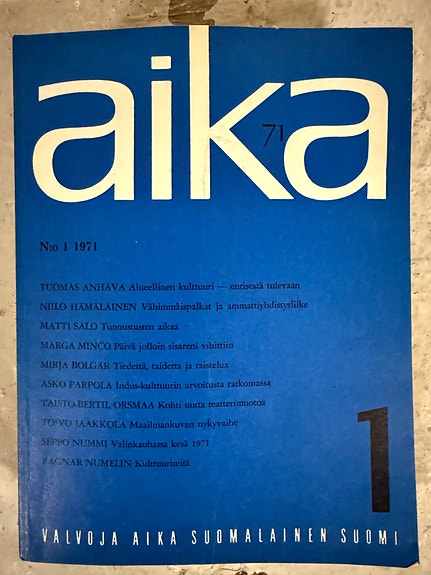 aika
71
N:o 1 1971
TUOMAS ANHAVA Alueellinen kulttuuri — entisestä tulevaan
NIILO HÄMÄLÄINEN Vähimmäispalkat ja ammattiyhdistysliike
MATTI SALO Tunnustusten aikaa
MARGA MINCO Päivä jolloin sisareni vihittiin
MIRJA BOLGÁR Tiedettä, taidetta ja taistelua
ASKO PARPOLA Indus-kulttuurin arvoitusta ratkomassa
TAISTO-BERTIL ORSMAA Kohti uutta teatterimuotoa
TOIVO JAAKKOLA Maailmankuvan nykyvaihe
SEPPO NUMMI Valinkauhassa kesä 1971
RAGNAR NUMELIN Kulttuuriteitä
1
VALVOJA AIKA SUOMALAINEN SUOMI